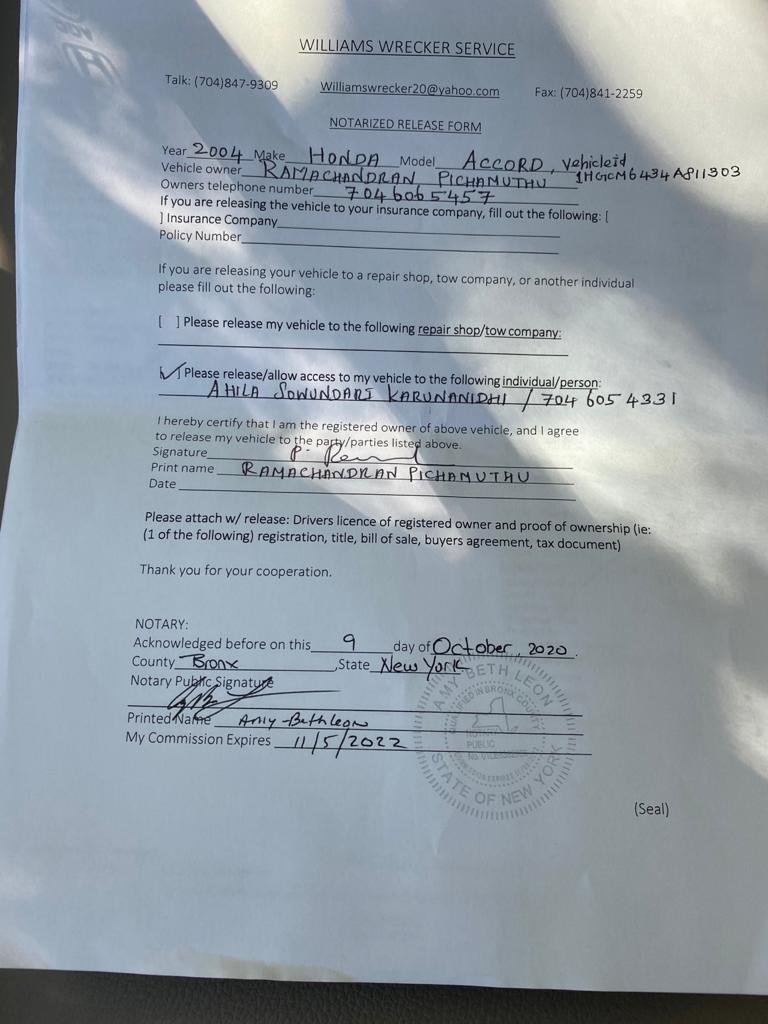 WILLIAMS WRECKER SERVICE
Talk: (704)847-9309 Williamswrecker20@yahoo.com Fax: (704)841-2259
NOTARIZED RELEASE FORM
Year 2004 Make HONDA Model ACCORD, vehicleid
Vehicle owner RAMACHANDRAN PICHAMUTHU 1HGCM6434A811303
Owners telephone number 704 606 5457
If you are releasing the vehicle to your insurance company, fill out the following: [
] Insurance Company
Policy Number
If you are releasing your vehicle to a repair shop, tow company, or another individual
please fill out the following:
[ ] Please release my vehicle to the following repair shop/tow company:
[✓] Please release/allow access to my vehicle to the following individual/person:
AHILA SOWUNDARI KARUNANIDHI / 704 605 4331
I hereby certify that I am the registered owner of above vehicle, and I agree
to release my vehicle to the party/parties listed above.
Signature P.
Print name RAMACHANDRAN PICHAMUTHU
Date
Please attach w/ release: Drivers licence of registered owner and proof of ownership (ie:
(1 of the following) registration, title, bill of sale, buyers agreement, tax document)
Thank you for your cooperation.
NOTARY:
Acknowledged before on this 9 day of October, 2020.
County Bronx, State New York
Notary Public Signature
Printed Name Amy-Beth Leon
My Commission Expires 11/5/2022
AMY BETH LEON
QUALIFIED IN BRONX COUNTY
PUBLIC
STATE OF NEW YORK
(Seal)